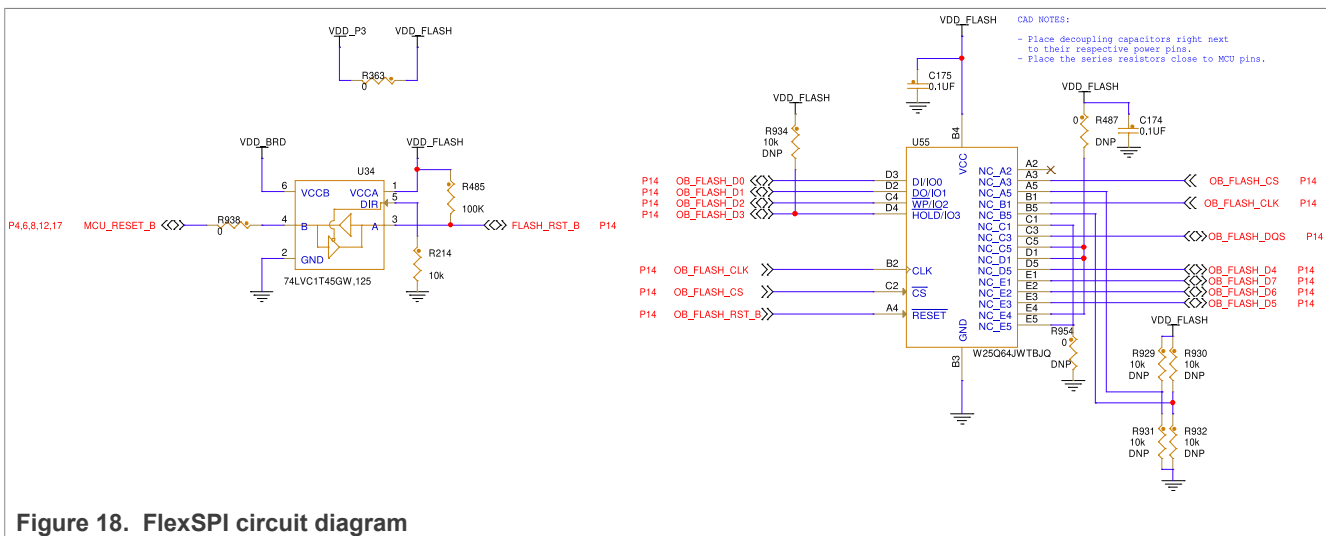 VDD_P3
VDD_FLASH
R363
0
VDD_BRD
VDD_FLASH
U34
6
VCCB
VCCA
1
DIR
5
R485
100K
P4,6,8,12,17
MCU_RESET_B
R938
0
4
B
A
3
FLASH_RST_B
P14
2
GND
R214
10k
74LVC1T45GW,125
VDD_FLASH
CAD NOTES:
- Place decoupling capacitors right next
to their respective power pins.
- Place the series resistors close to MCU pins.
C175
0.1UF
VDD_FLASH
R934
10k
DNP
VDD_FLASH
0
R487
DNP
C174
0.1UF
U55
B4
VCC
P14 OB_FLASH_D0 D3 DI/IO0
P14 OB_FLASH_D1 D2 DO/IO1
P14 OB_FLASH_D2 C4 WP/IO2
P14 OB_FLASH_D3 D4 HOLD/IO3
P14 OB_FLASH_CLK B2 CLK
P14 OB_FLASH_CS C2 CS
P14 OB_FLASH_RST_B A4 RESET
NC_A2 A2
NC_A3 A3 OB_FLASH_CS P14
NC_A5 A5
NC_B1 B1 OB_FLASH_CLK P14
NC_B5 B5
NC_C1 C1
NC_C3 C3 OB_FLASH_DQS P14
NC_C5 C5
NC_D1 D1
NC_D5 D5 OB_FLASH_D4 P14
NC_E1 E1 OB_FLASH_D7 P14
NC_E2 E2 OB_FLASH_D6 P14
NC_E3 E3 OB_FLASH_D5 P14
NC_E4 E4
NC_E5 E5
GND
B3
W25Q64JWTBJQ
R954
0
DNP
VDD_FLASH
R929
10k
DNP
R930
10k
DNP
R931
10k
DNP
R932
10k
DNP
Figure 18. FlexSPI circuit diagram